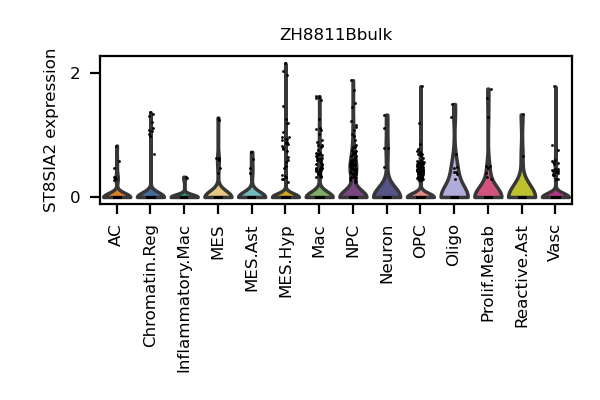 ZH8811Bbulk
ST8SIA2 expression
2
0
AC
Chromatin.Reg
Inflammatory.Mac
MES
MES.Ast
MES.Hyp
Mac
NPC
Neuron
OPC
Oligo
Prolif.Metab
Reactive.Ast
Vasc